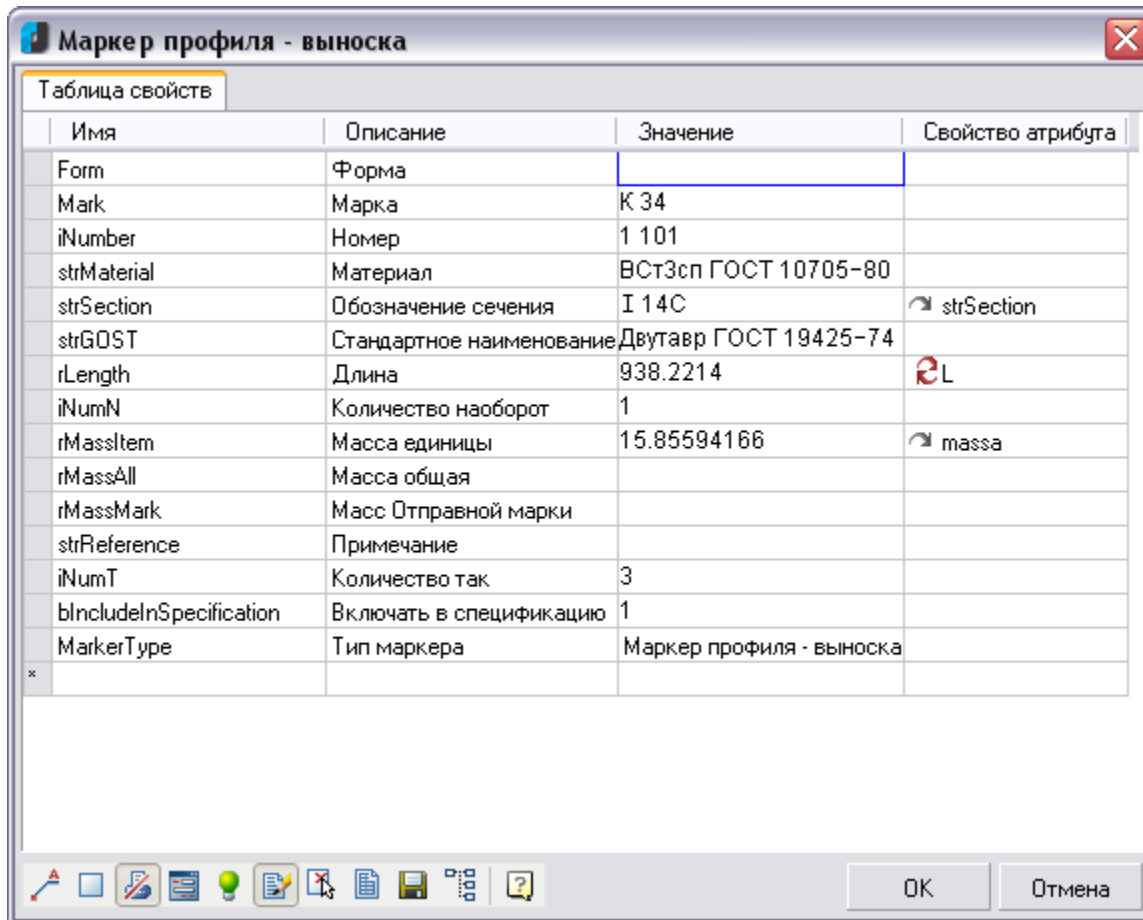 Маркер профиля - выноска
Таблица свойств
Имя Описание Значение Свойство атрибута
Form Форма
Mark Марка К 34
iNumber Номер 1 101
strMaterial Материал ВСт3сп ГОСТ 10705-80
strSection Обозначение сечения I 14С strSection
strGOST Стандартное наименование Двутавр ГОСТ 19425-74
rLength Длина 938.2214 L
iNumN Количество наоборот 1
rMassItem Масса единицы 15.85594166 massa
rMassAll Масса общая
rMassMark Масс Отправной марки
strReference Примечание
iNumT Количество так 3
bIncludeInSpecification Включать в спецификацию 1
MarkerType Тип маркера Маркер профиля - выноска
*
OK Отмена